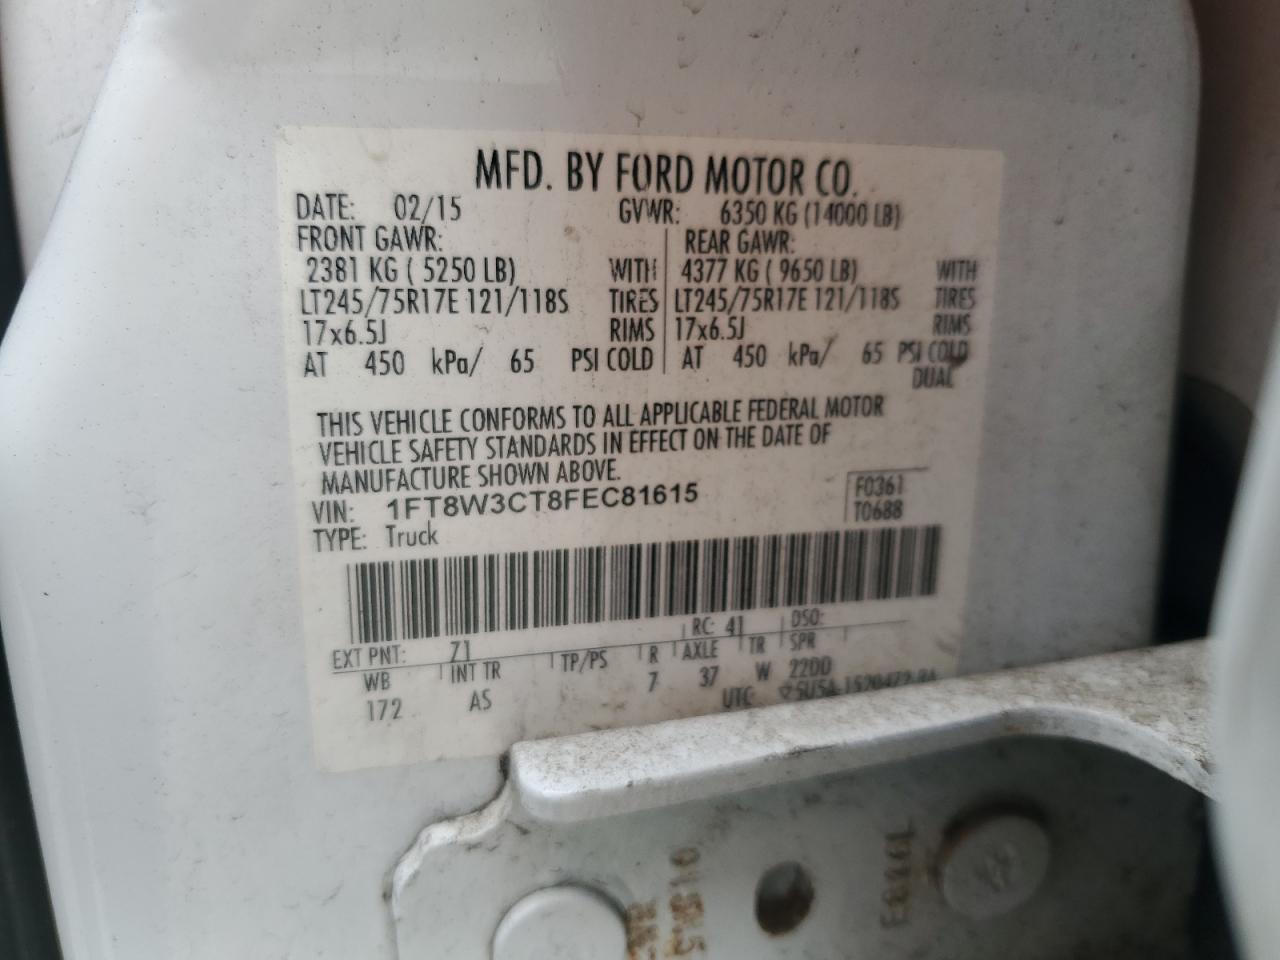 MFD. BY FORD MOTOR CO.
DATE: 02/15 GVWR: 6350 KG (14000 LB)
FRONT GAWR: REAR GAWR:
2381 KG ( 5250 LB) WITH 4377 KG ( 9650 LB) WITH
LT245/75R17E 121/118S TIRES LT245/75R17E 121/118S TIRES
17x6.5J RIMS 17x6.5J RIMS
AT 450 kPa/ 65 PSI COLD AT 450 kPa/ 65 PSI COLD
DUAL
THIS VEHICLE CONFORMS TO ALL APPLICABLE FEDERAL MOTOR
VEHICLE SAFETY STANDARDS IN EFFECT ON THE DATE OF
MANUFACTURE SHOWN ABOVE.
VIN: 1FT8W3CT8FEC81615 F0361
TYPE: Truck T0688
EXT PNT: Z1 RC: 41 DSO:
WB INT TR TP/PS R AXLE TR SPR
172 AS 7 37 W 2200
UTC